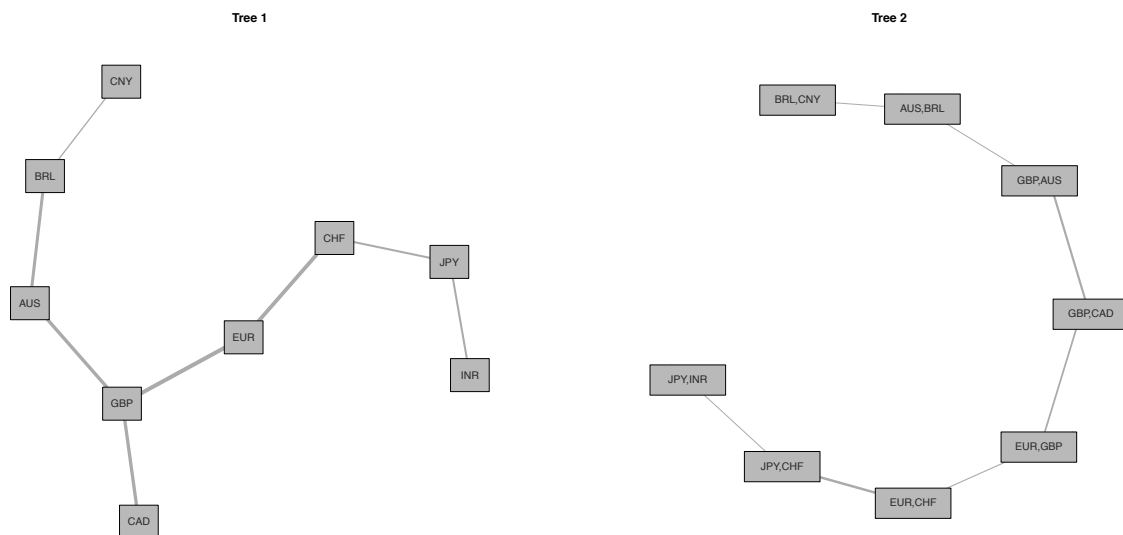 Tree 1
CNY
BRL
CHF
JPY
AUS
EUR
INR
GBP
CAD
Tree 2
BRL,CNY
AUS,BRL
GBP,AUS
GBP,CAD
JPY,INR
EUR,GBP
JPY,CHF
EUR,CHF